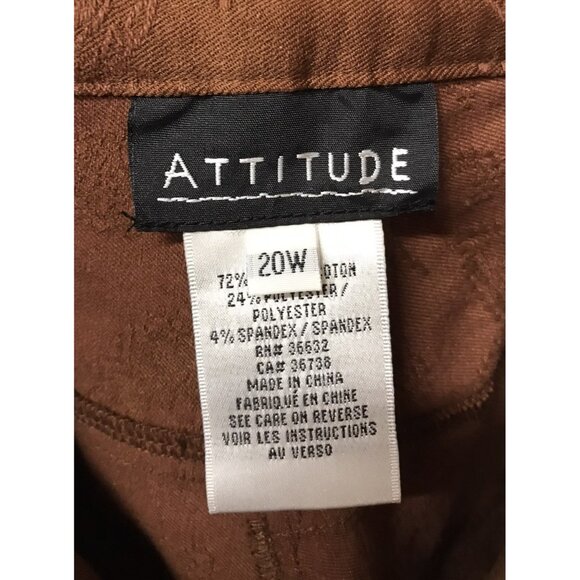 ATTITUDE
20W
72% OTON
24% POLYESTER/
POLYESTER
4% SPANDEX / SPANDEX
RN# 36632
CA# 36738
MADE IN CHINA
FABRIQUÉ EN CHINE
SEE CARE ON REVERSE
VOIR LES INSTRUCTIONS
AU VERSO